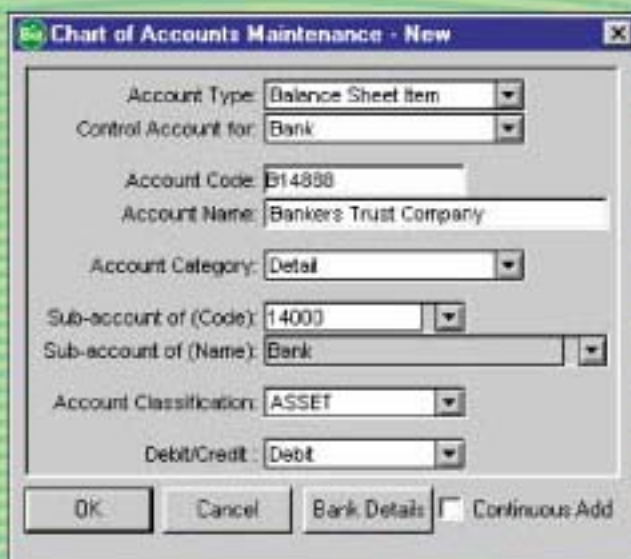 Biz Chart of Accounts Maintenance - New
Account Type: Balance Sheet Item
Control Account for: Bank
Account Code: B14888
Account Name: Bankers Trust Company
Account Category: Detail
Sub-account of (Code): 14000
Sub-account of (Name): Bank
Account Classification: ASSET
Debit/Credit : Debit
OK Cancel Bank Details Continuous Add